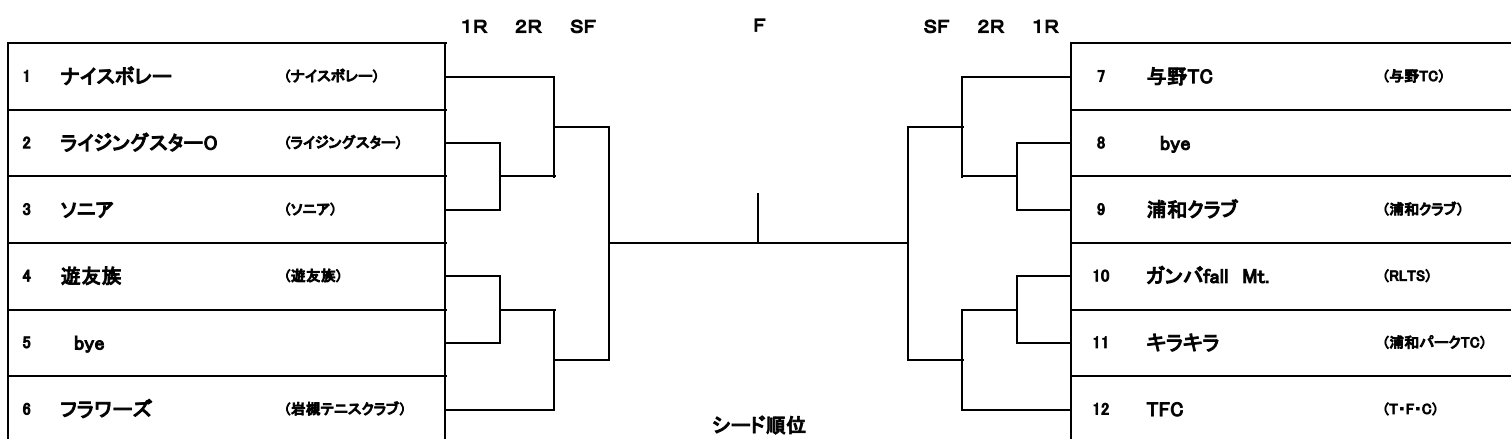 1R 2R SF F SF 2R 1R
1 ナイスボレー (ナイスボレー)
2 ライジングスターO (ライジングスター)
3 ソニア (ソニア)
4 遊友族 (遊友族)
5 bye
6 フラワーズ (岩槻テニスクラブ)
7 与野TC (与野TC)
8 bye
9 浦和クラブ (浦和クラブ)
10 ガンバfall Mt. (RLTS)
11 キラキラ (浦和パークTC)
12 TFC (T・F・C)
シード順位